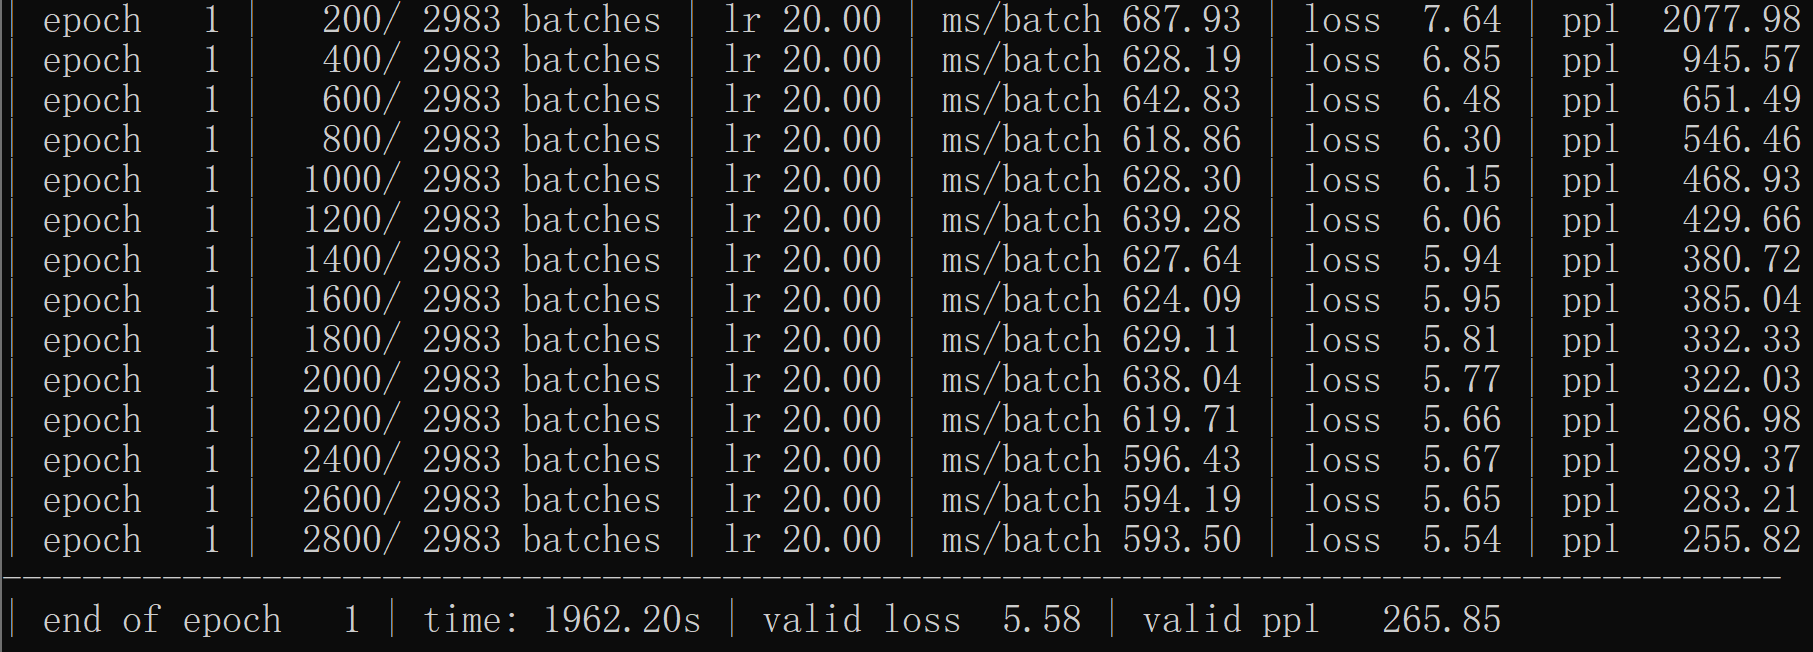 | epoch   1 |   200/ 2983 batches | lr 20.00 | ms/batch 687.93 | loss  7.64 | ppl  2077.98
| epoch   1 |   400/ 2983 batches | lr 20.00 | ms/batch 628.19 | loss  6.85 | ppl   945.57
| epoch   1 |   600/ 2983 batches | lr 20.00 | ms/batch 642.83 | loss  6.48 | ppl   651.49
| epoch   1 |   800/ 2983 batches | lr 20.00 | ms/batch 618.86 | loss  6.30 | ppl   546.46
| epoch   1 |  1000/ 2983 batches | lr 20.00 | ms/batch 628.30 | loss  6.15 | ppl   468.93
| epoch   1 |  1200/ 2983 batches | lr 20.00 | ms/batch 639.28 | loss  6.06 | ppl   429.66
| epoch   1 |  1400/ 2983 batches | lr 20.00 | ms/batch 627.64 | loss  5.94 | ppl   380.72
| epoch   1 |  1600/ 2983 batches | lr 20.00 | ms/batch 624.09 | loss  5.95 | ppl   385.04
| epoch   1 |  1800/ 2983 batches | lr 20.00 | ms/batch 629.11 | loss  5.81 | ppl   332.33
| epoch   1 |  2000/ 2983 batches | lr 20.00 | ms/batch 638.04 | loss  5.77 | ppl   322.03
| epoch   1 |  2200/ 2983 batches | lr 20.00 | ms/batch 619.71 | loss  5.66 | ppl   286.98
| epoch   1 |  2400/ 2983 batches | lr 20.00 | ms/batch 596.43 | loss  5.67 | ppl   289.37
| epoch   1 |  2600/ 2983 batches | lr 20.00 | ms/batch 594.19 | loss  5.65 | ppl   283.21
| epoch   1 |  2800/ 2983 batches | lr 20.00 | ms/batch 593.50 | loss  5.54 | ppl   255.82
-----------------------------------------------------------------------------------------
| end of epoch   1 | time: 1962.20s | valid loss  5.58 | valid ppl   265.85